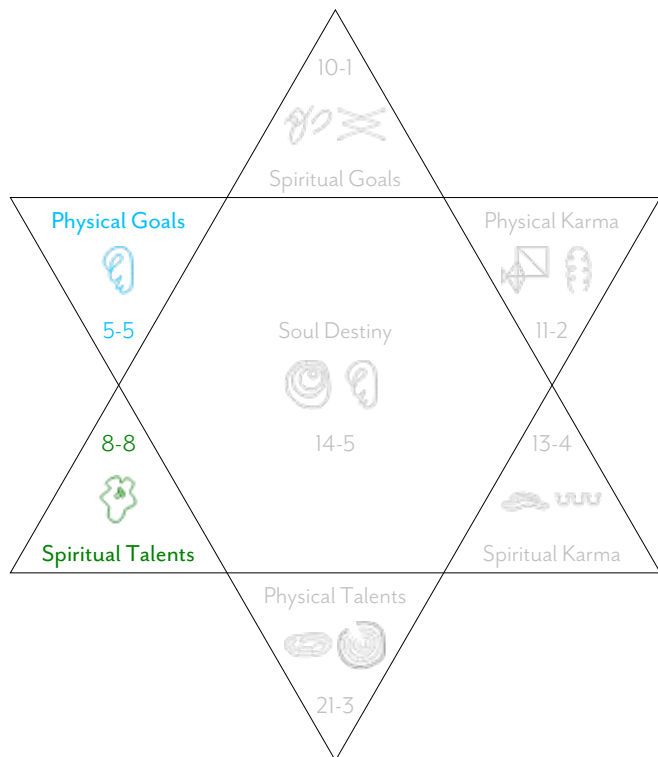 10-1
Spiritual Goals
Physical Goals
5-5
Physical Karma
11-2
Soul Destiny
14-5
8-8
Spiritual Talents
13-4
Spiritual Karma
Physical Talents
21-3